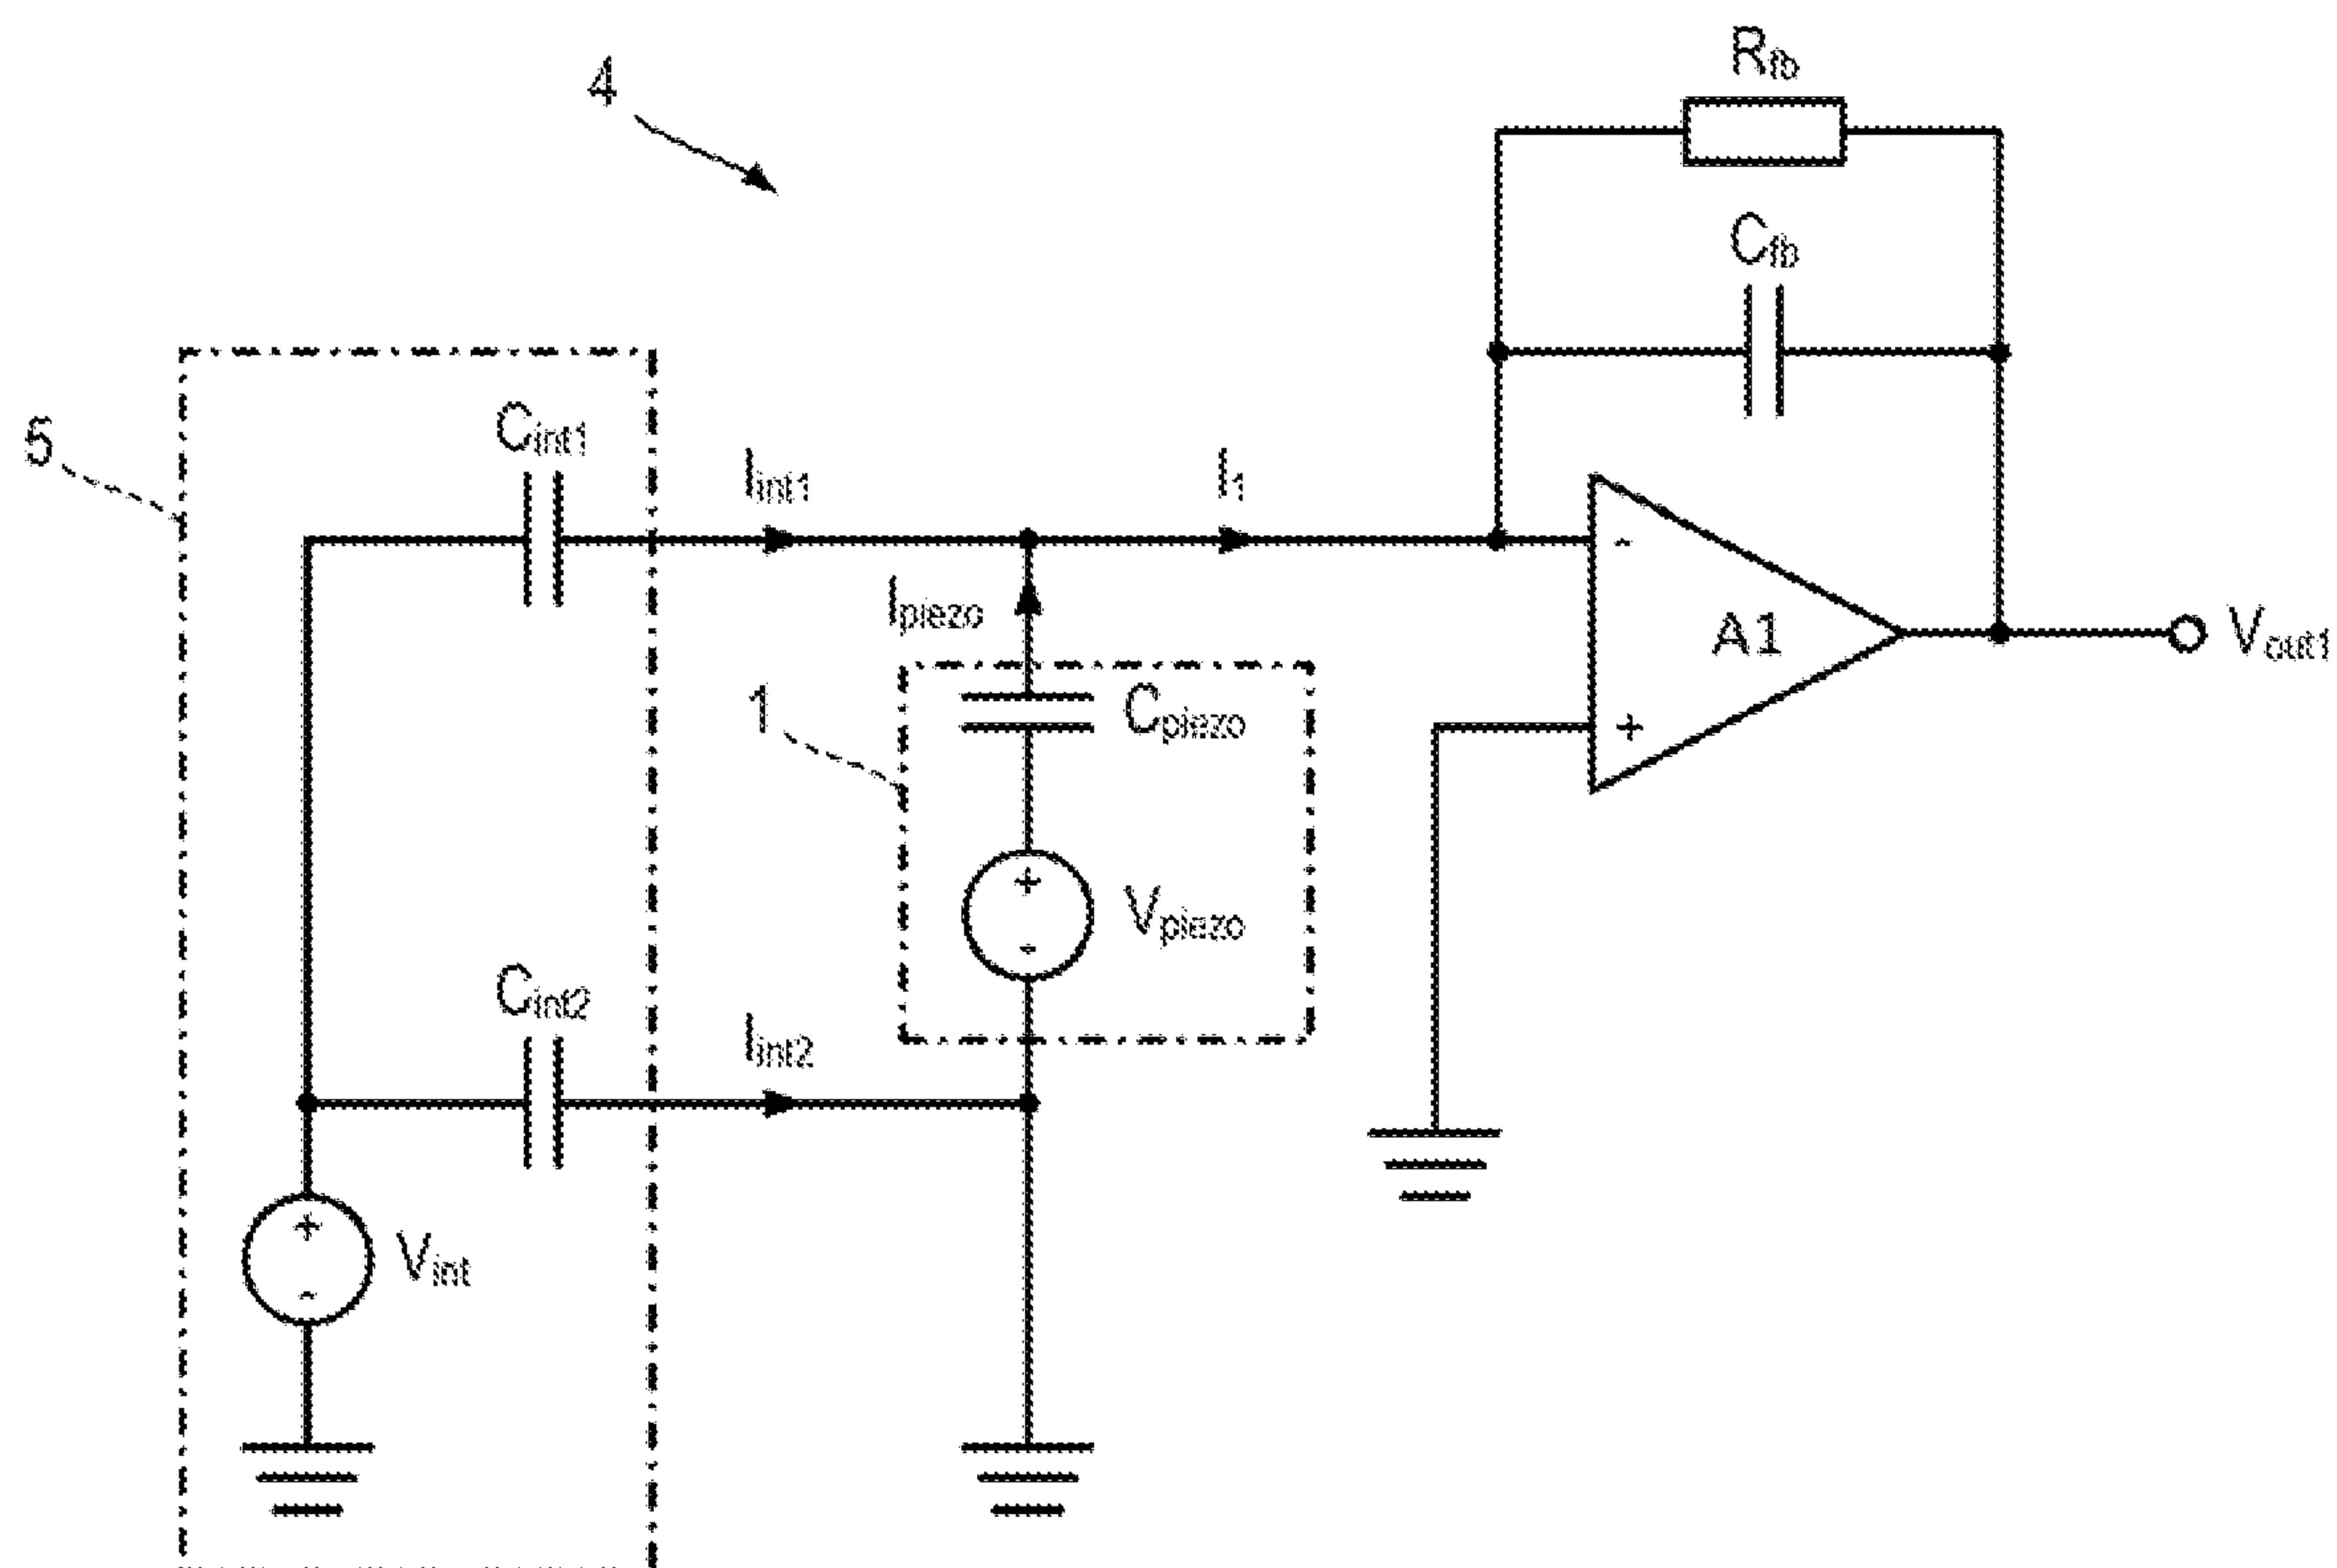 4
Rfb
Cfb
5
Cint1
Iint1
I1
-
Ipiezo
A1
Vout1
1
Cpiezo
+
+
Vpiezo
-
Cint2
Iint2
+
Vint
-